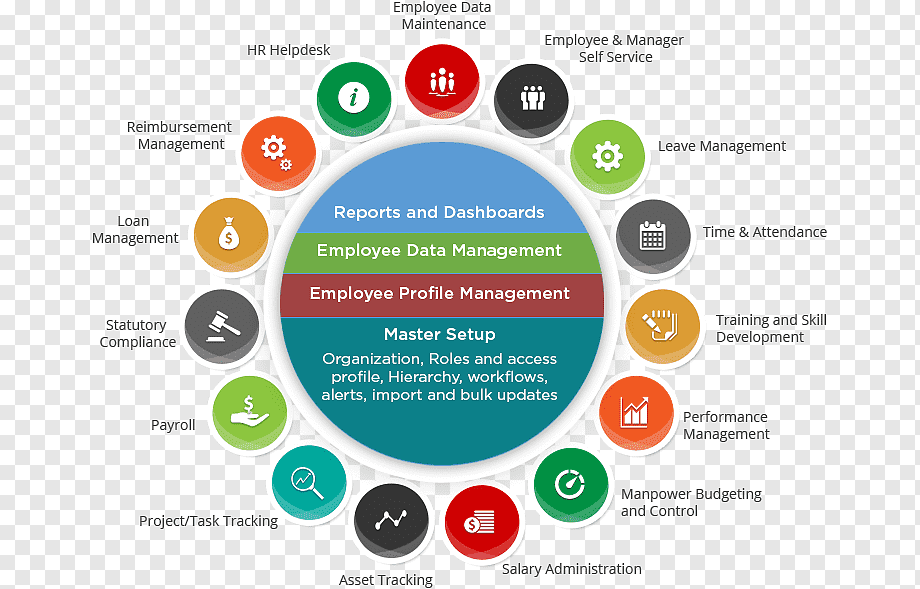 Employee Data
Maintenance
HR Helpdesk
Employee & Manager
Self Service
Reimbursement
Management
Leave Management
Loan
Management
Time & Attendance
Statutory
Compliance
Training and Skill
Development
Payroll
Performance
Management
Project/Task Tracking
Manpower Budgeting
and Control
Asset Tracking
Salary Administration
Reports and Dashboards
Employee Data Management
Employee Profile Management
Master Setup
Organization, Roles and access
profile, Hierarchy, workflows,
alerts, import and bulk updates
i
$
$
$